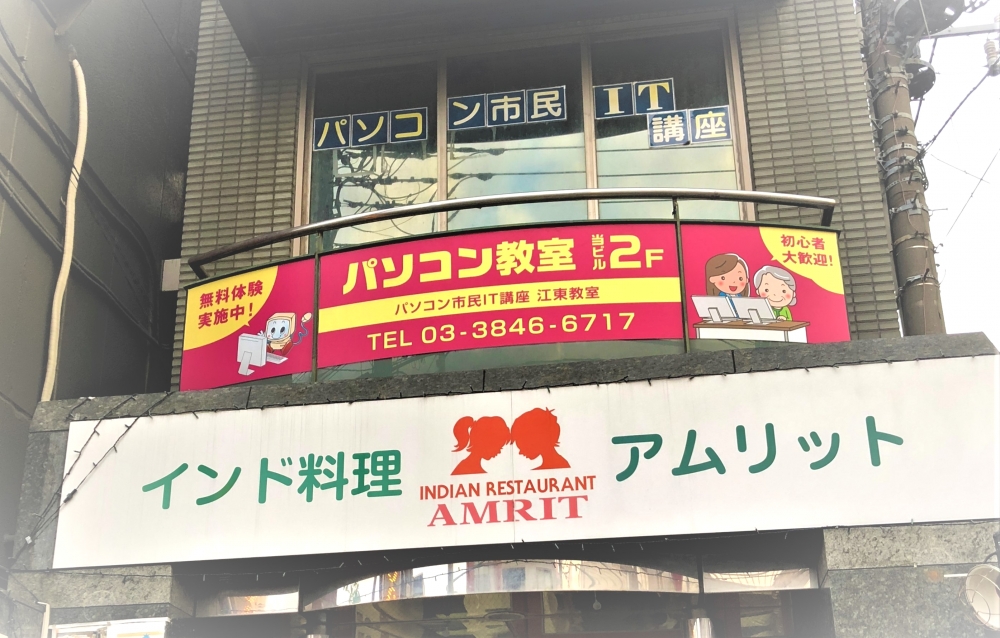 パソコン市民IT
講座
無料体験
実施中!
パソコン教室 当ビル 2F
パソコン市民IT講座 江東教室
TEL 03-3846-6717
初心者
大歓迎!
インド料理
INDIAN RESTAURANT
AMRIT
アムリット